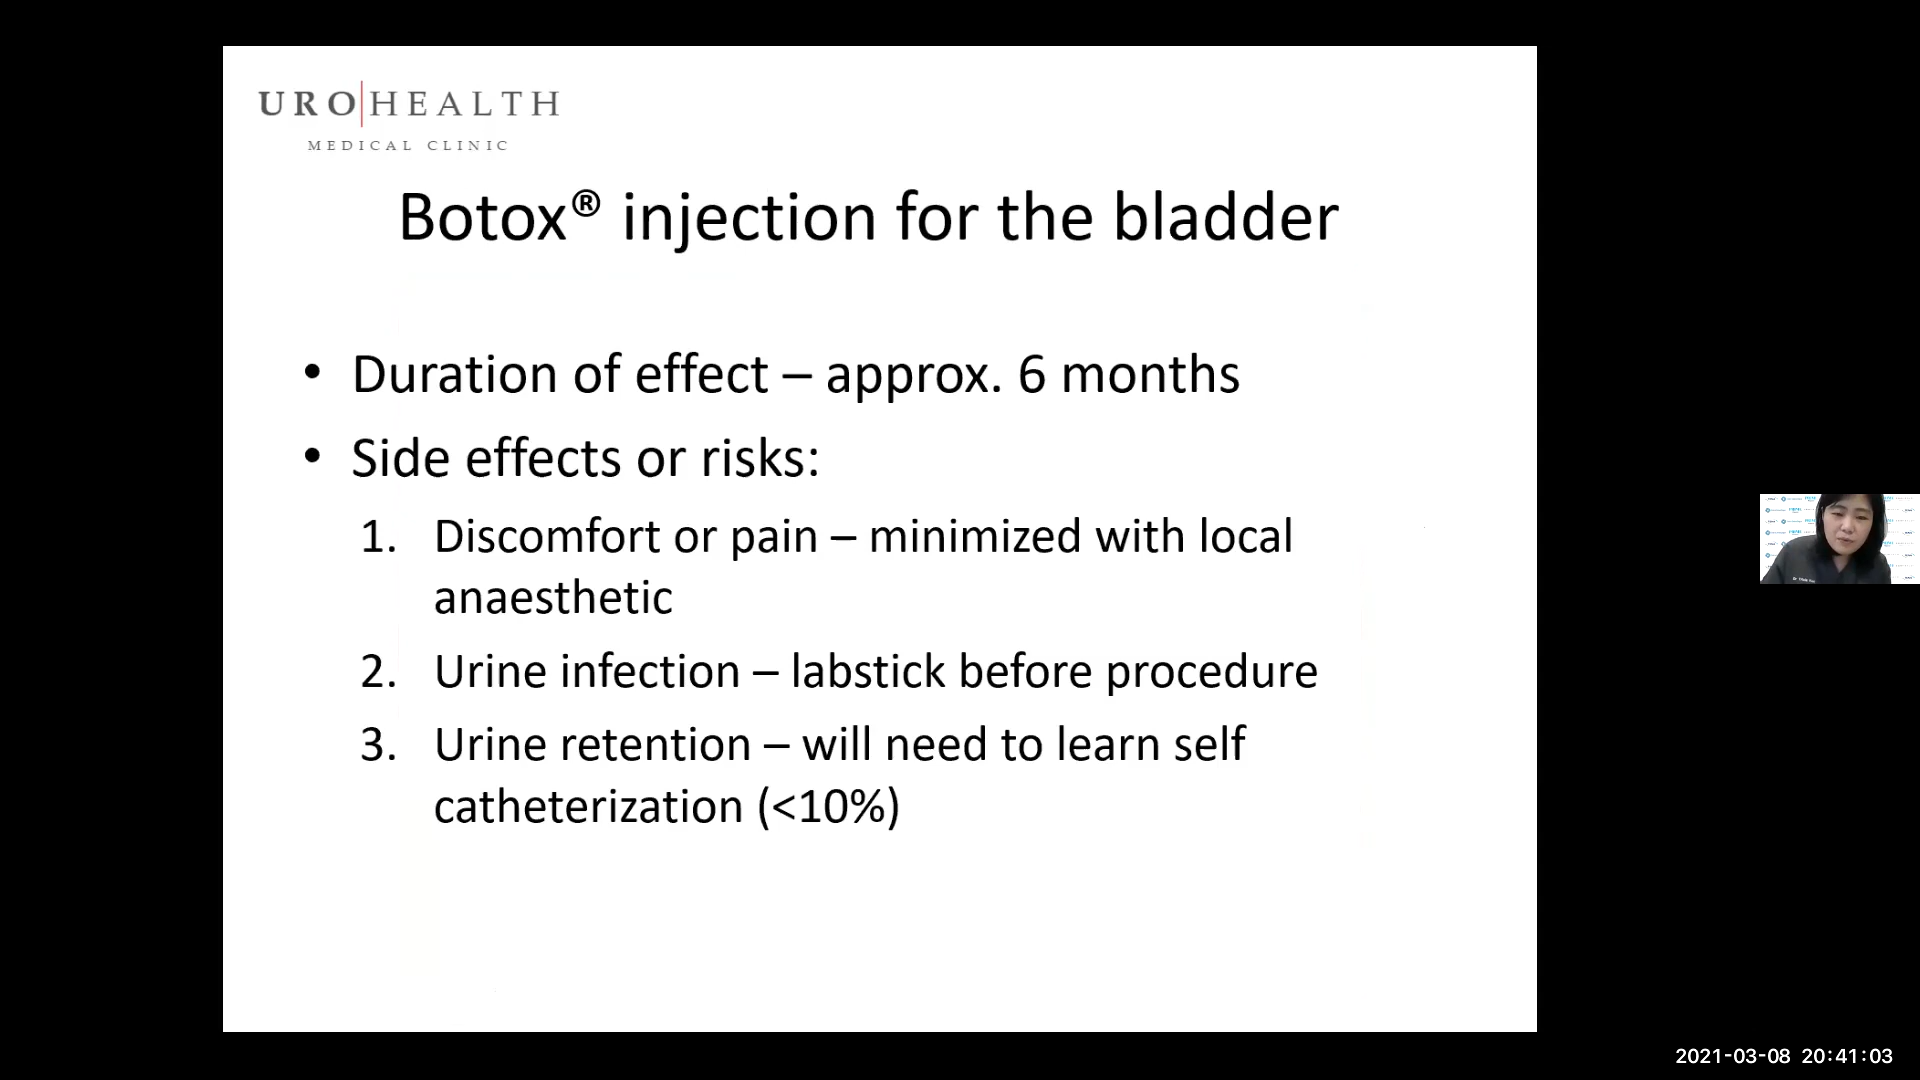 URO|HEALTH
MEDICAL CLINIC
Botox® injection for the bladder
• Duration of effect – approx. 6 months
• Side effects or risks:
1. Discomfort or pain – minimized with local
anaesthetic
2. Urine infection – labstick before procedure
3. Urine retention – will need to learn self
catheterization (<10%)
2021-03-08 20:41:03